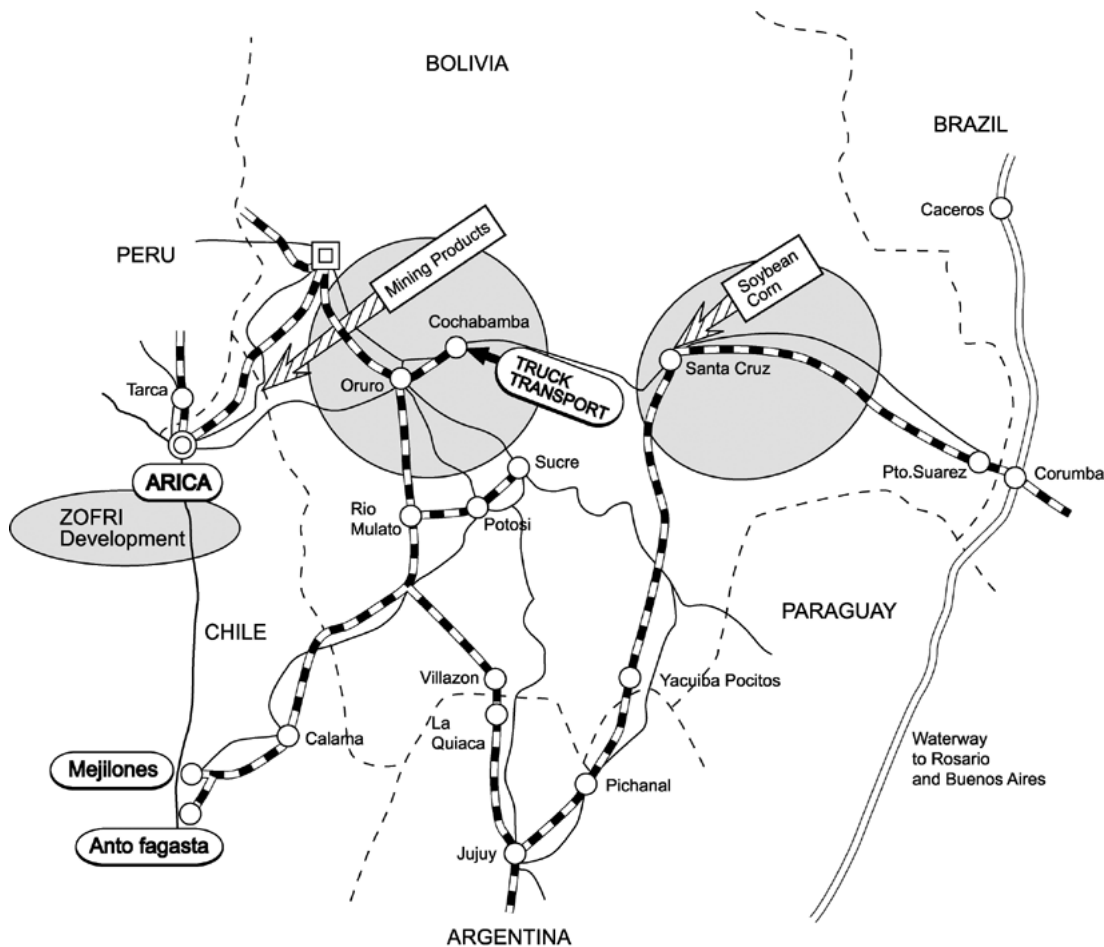 BOLIVIA
BRAZIL
Caceros
PERU
Mining Products
Soybean
Corn
Cochabamba
TRUCK
TRANSPORT
Santa Cruz
Tarca
Oruro
ARICA
Sucre
Pto.Suarez
Corumba
ZOFRI
Development
Rio
Mulato
Potosi
CHILE
PARAGUAY
Villazon
Yacuiba Pocitos
La
Quiaca
Calama
Mejilones
Pichanal
Waterway
to Rosario
and Buenos Aires
Anto fagasta
Jujuy
ARGENTINA